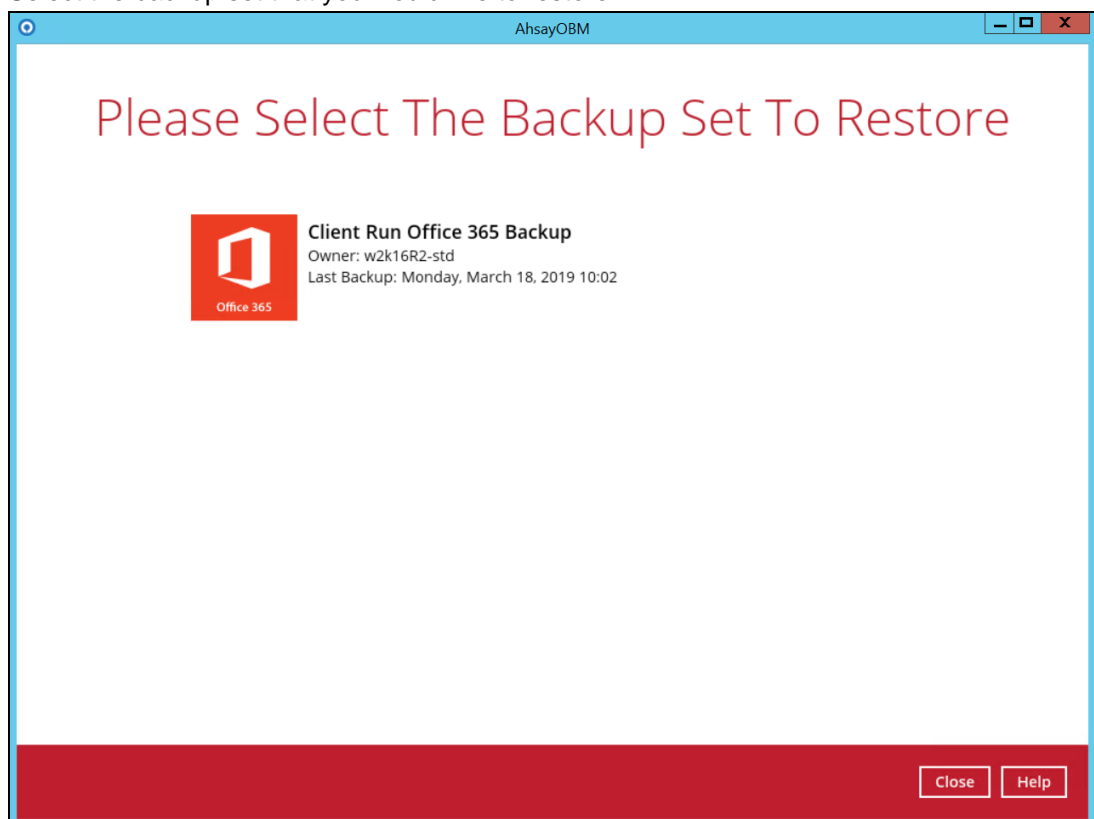 AhsayOBM
Please Select The Backup Set To Restore
Client Run Office 365 Backup
Owner: w2k16R2-std
Last Backup: Monday, March 18, 2019 10:02
Office 365
Close Help